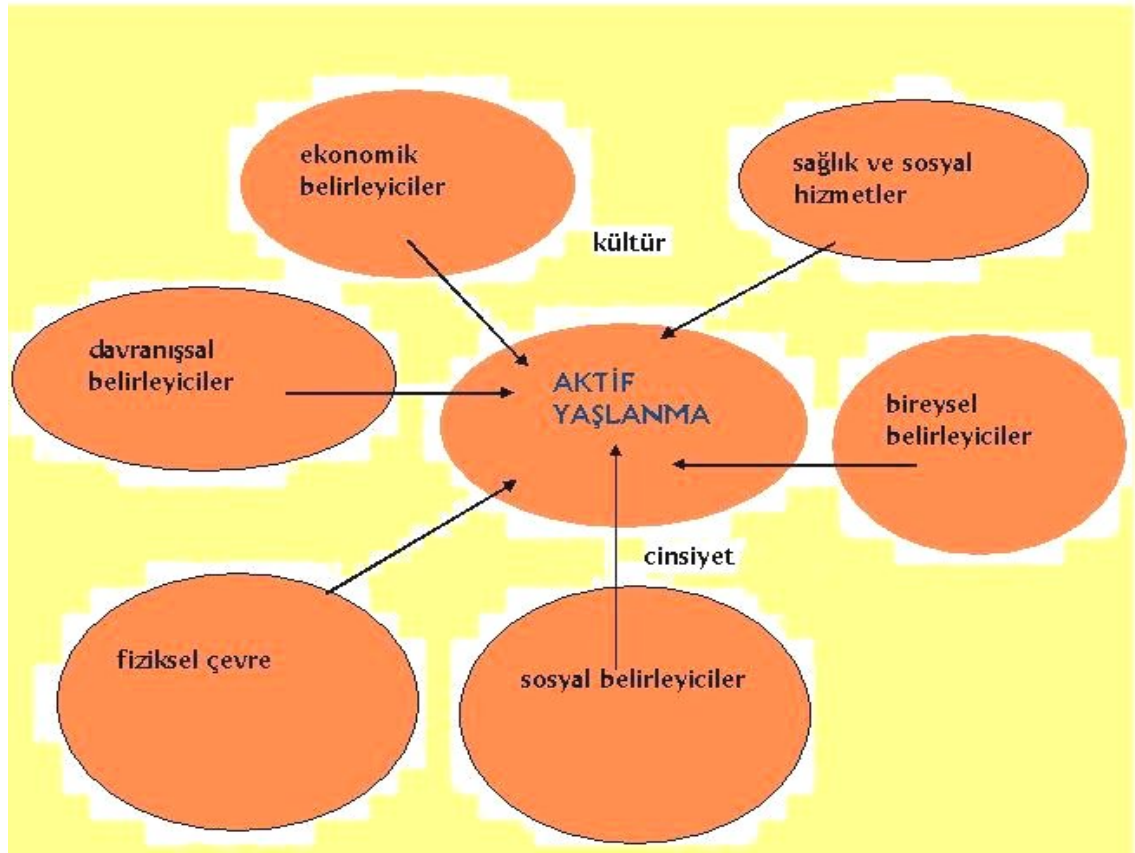 ekonomik
belirleyiciler
sağlık ve sosyal
hizmetler
kültür
davranışsal
belirleyiciler
AKTİF
YAŞLANMA
bireysel
belirleyiciler
cinsiyet
fiziksel çevre
sosyal belirleyiciler